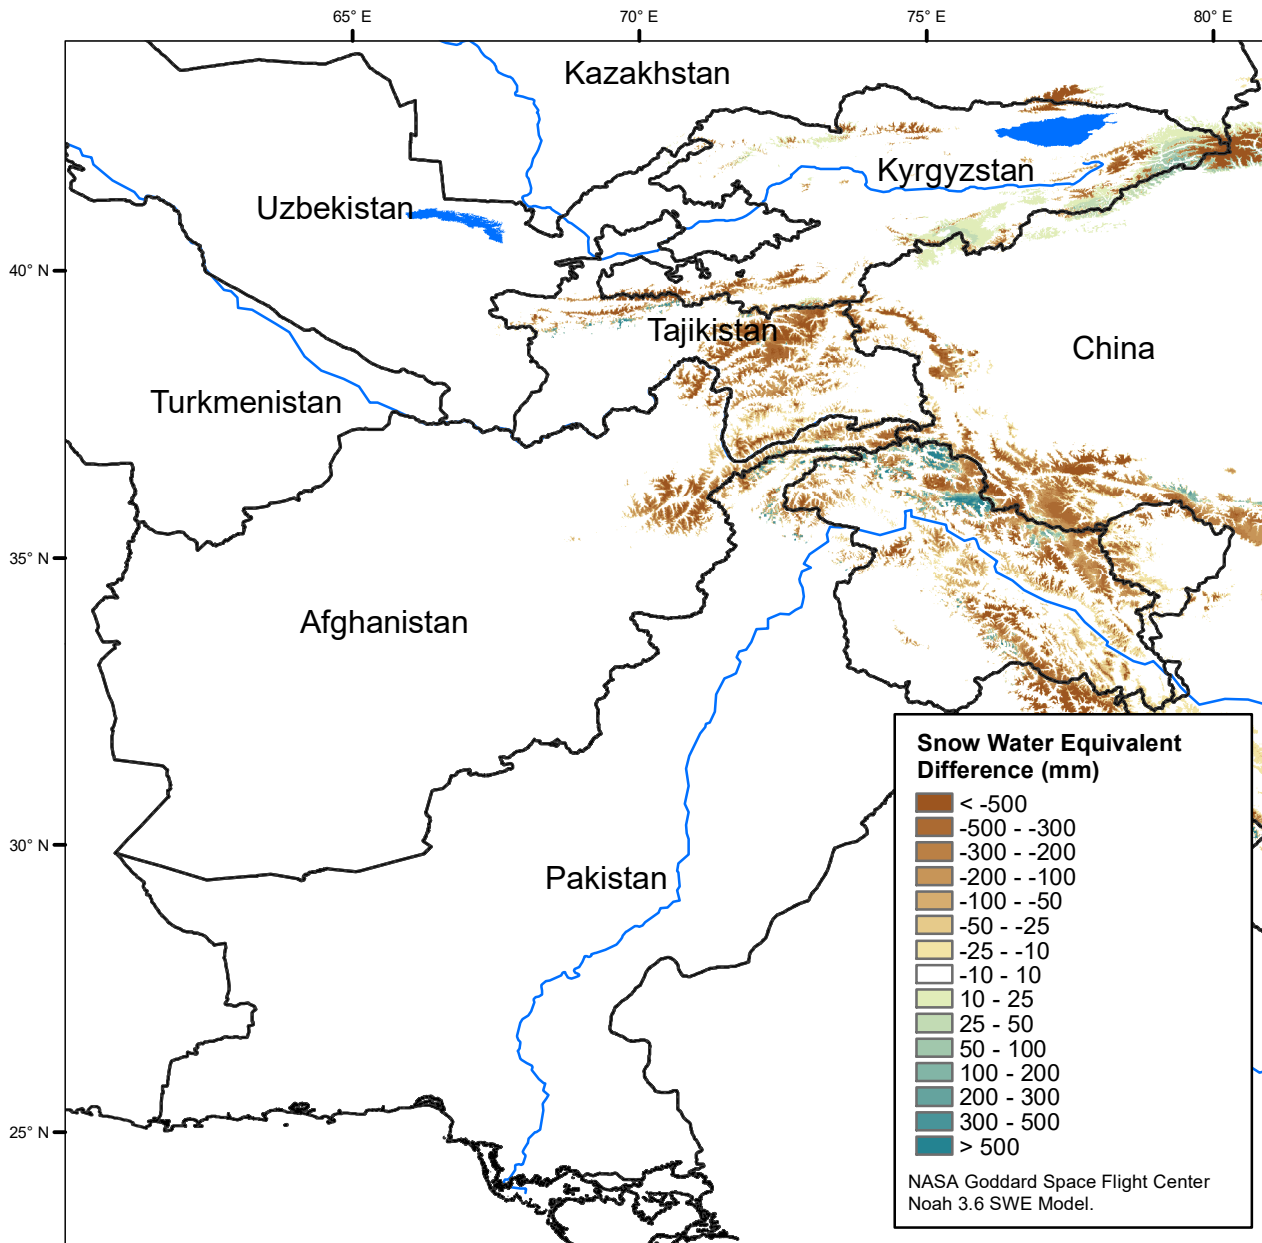 65° E
70° E
75° E
80° E
Kazakhstan
Kyrgyzstan
Uzbekistan
40° N
Tajikistan
China
Turkmenistan
35° N
Afghanistan
Snow Water Equivalent
Difference (mm)
< -500
-500 - -300
-300 - -200
-200 - -100
-100 - -50
-50 - -25
-25 - -10
-10 - 10
10 - 25
25 - 50
50 - 100
100 - 200
200 - 300
300 - 500
> 500
NASA Goddard Space Flight Center
Noah 3.6 SWE Model.
30° N
Pakistan
25° N